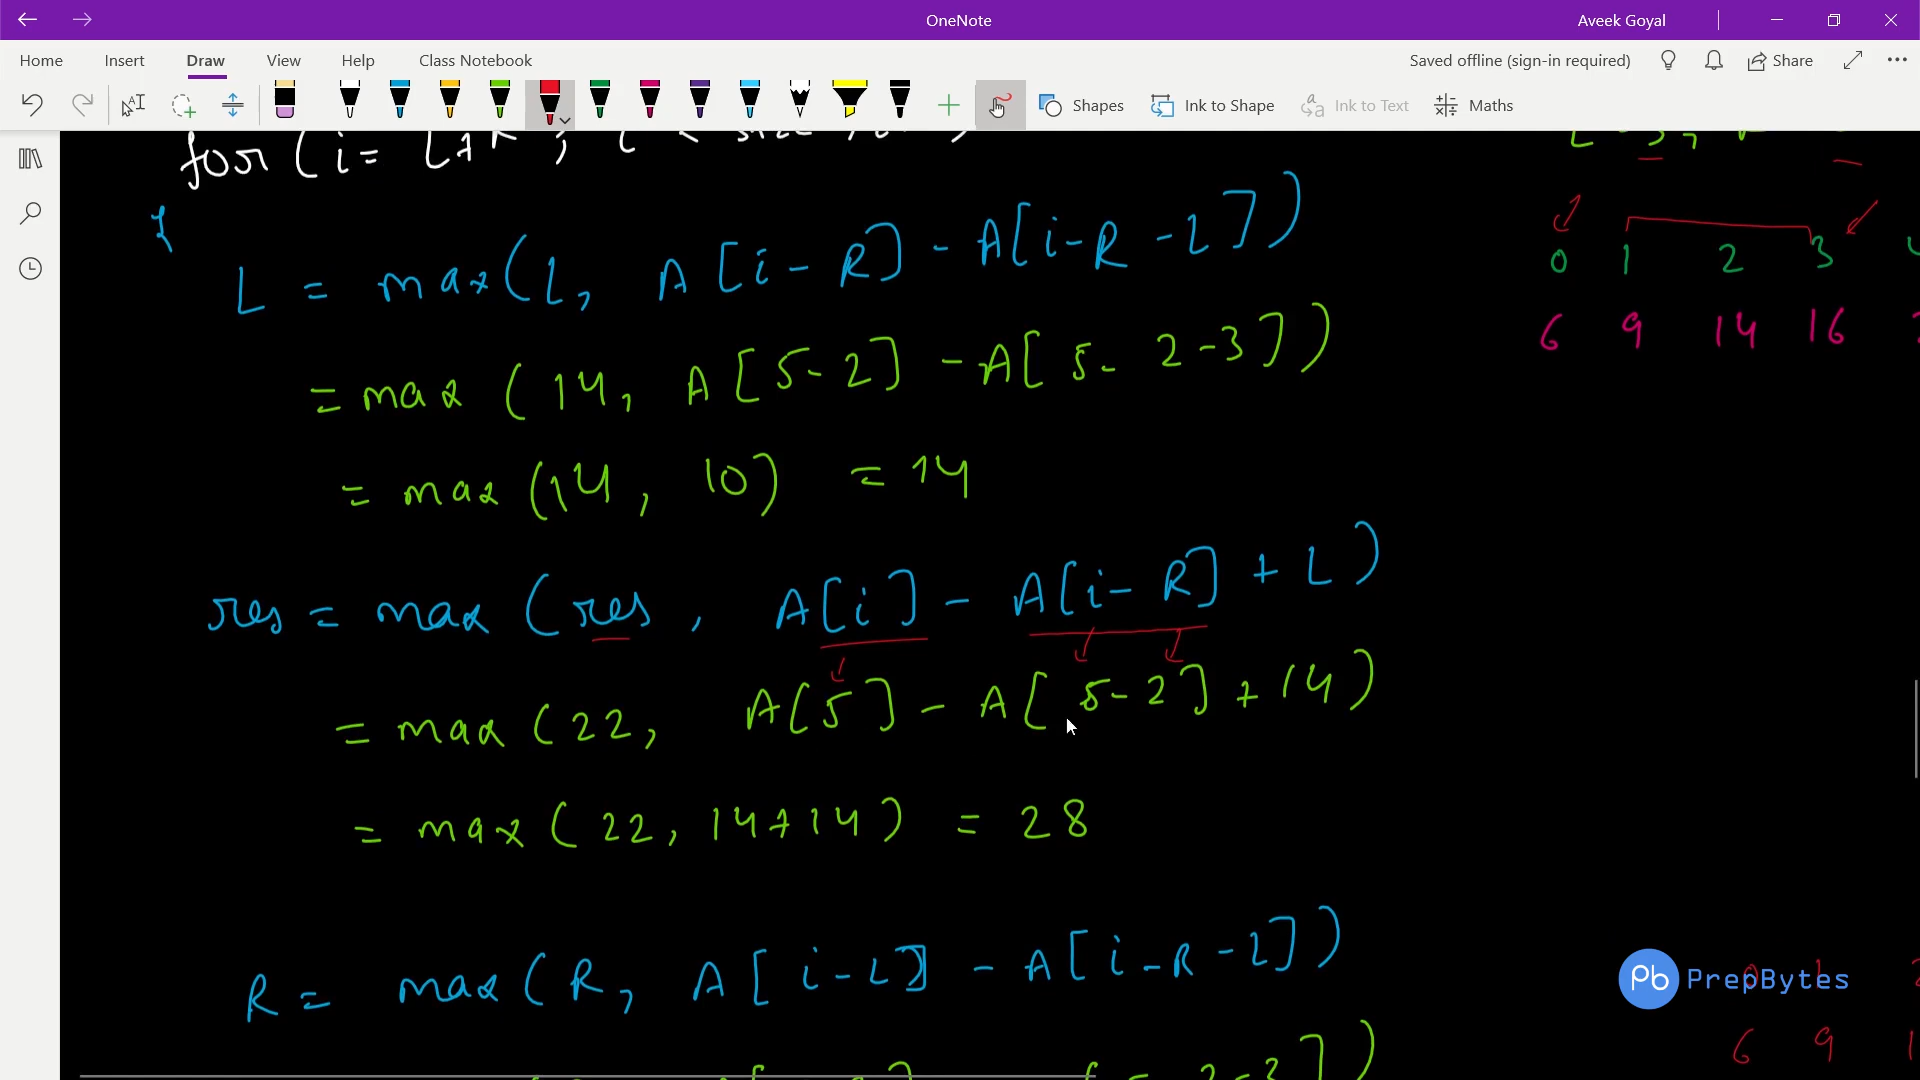 OneNote
Aveek Goyal
Home Insert Draw View Help Class Notebook
Saved offline (sign-in required) Share
Shapes Ink to Shape Ink to Text Maths
for (i =
{
L = max(L, A[i-R] - A[i-R-L])
= max (14, A[5-2] - A[5-2-3])
= max (14, 10) = 14
res = max (res, A[i] - A[i-R] + L)
= max (22, A[5] - A[5-2] + 14)
= max (22, 14+14) = 28
R = max(R, A[i-L] - A[i-R-L])
0 1 2 3
6 9 14 16
Pb PrepBytes
6 9